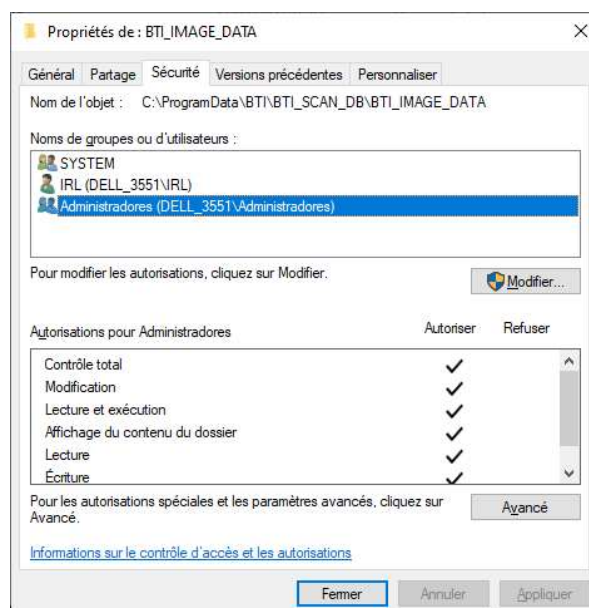 Propriétés de : BTI_IMAGE_DATA
Général Partage Sécurité Versions précédentes Personnaliser
Nom de l'objet : C:\ProgramData\BTI\BTI_SCAN_DB\BTI_IMAGE_DATA
Noms de groupes ou d'utilisateurs :
SYSTEM
IRL (DELL_3551\IRL)
Administradores (DELL_3551\Administradores)
Pour modifier les autorisations, cliquez sur Modifier.
Modifier...
Autorisations pour Administradores Autoriser Refuser
Contrôle total
Modification
Lecture et exécution
Affichage du contenu du dossier
Lecture
Écriture
Pour les autorisations spéciales et les paramètres avancés, cliquez sur
Avancé.
Avancé
Informations sur le contrôle d'accès et les autorisations
Fermer Annuler Appliquer